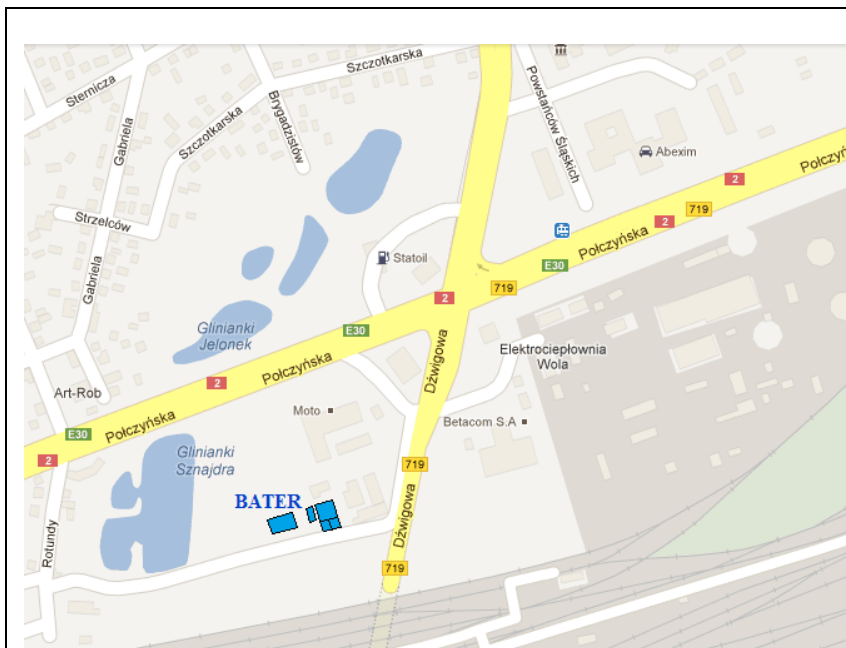 Szczotkarska
Sternicza
Brygadzistów
Powstańców Śląskich
Gabriela
Szczotkarska
Abexim
Połczyńska
2
Strzelców
719
2
Połczyńska
Statoil
E30
Gabriela
719
2
Glinianki
Jelonek
E30
Dźwigowa
Elektrociepłownia
Wola
Połczyńska
2
Art-Rob
Moto
Betacom S.A
Połczyńska
E30
Glinianki
Sznajdra
2
719
BATER
Dźwigowa
Rotundy
719